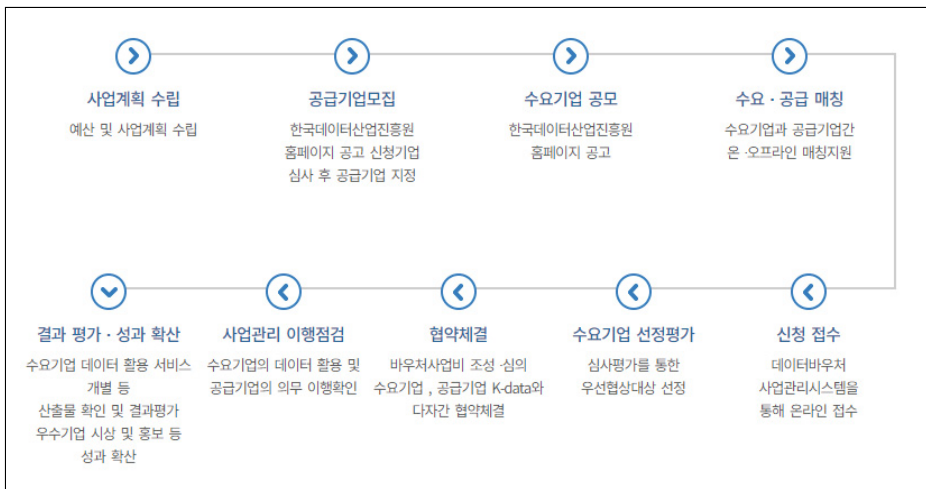 사업계획 수립
예산 및 사업계획 수립
공급기업모집
한국데이터산업진흥원
홈페이지 공고 신청기업
심사 후 공급기업 지정
수요기업 공모
한국데이터산업진흥원
홈페이지 공고
수요 · 공급 매칭
수요기업과 공급기업간
온 ·오프라인 매칭지원
신청 접수
데이터바우처
사업관리시스템을
통해 온라인 접수
수요기업 선정평가
심사평가를 통한
우선협상대상 선정
협약체결
바우처사업비 조성 ·심의
수요기업 , 공급기업 K-data와
다자간 협약체결
사업관리 이행점검
수요기업의 데이터 활용 및
공급기업의 의무 이행확인
결과 평가 · 성과 확산
수요기업 데이터 활용 서비스
개별 등
산출물 확인 및 결과평가
우수기업 시상 및 홍보 등
성과 확산